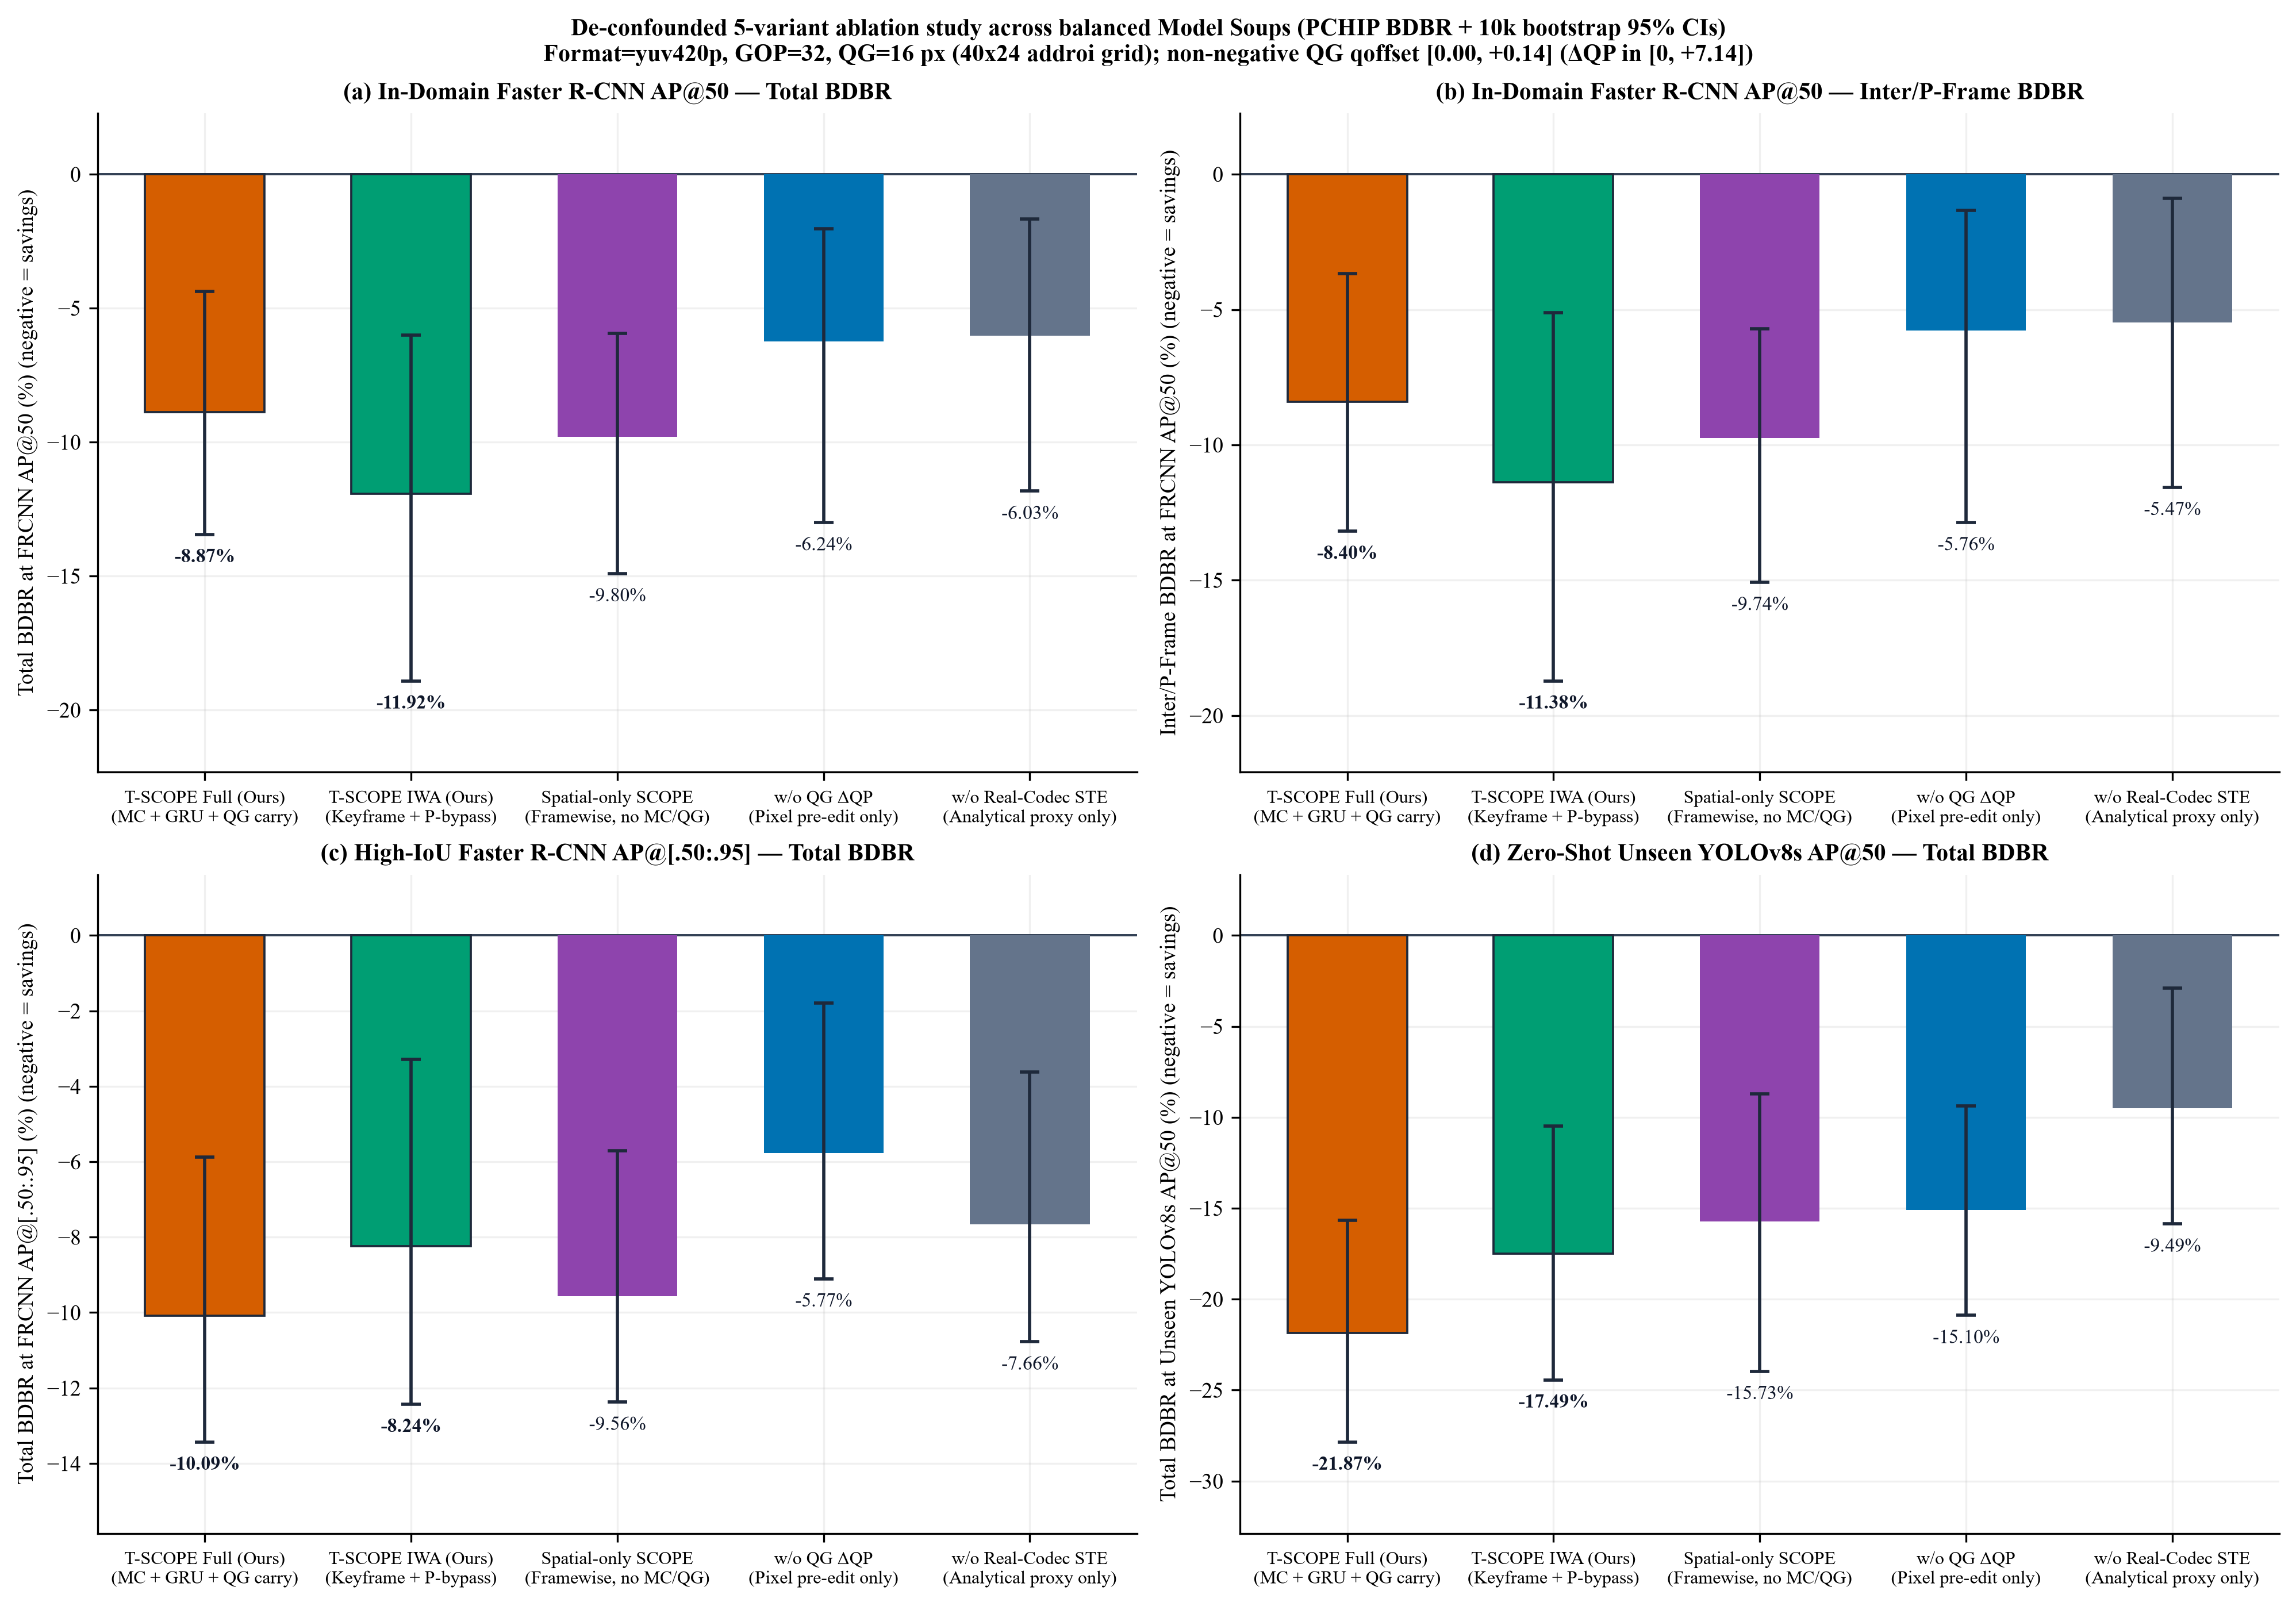 De-confounded 5-variant ablation study across balanced Model Soups (PCHIP BDBR + 10k bootstrap 95% CIs)
Format=yuv420p, GOP=32, QG=16 px (40x24 addroi grid); non-negative QG qoffset [0.00, +0.14] (ΔQP in [0, +7.14])
(a) In-Domain Faster R-CNN AP@50 — Total BDBR
Total BDBR at FRCNN AP@50 (%) (negative = savings)
0
−5
−10
−15
−20
-8.87%
-11.92%
-9.80%
-6.24%
-6.03%
T-SCOPE Full (Ours)
(MC + GRU + QG carry)
T-SCOPE IWA (Ours)
(Keyframe + P-bypass)
Spatial-only SCOPE
(Framewise, no MC/QG)
w/o QG ΔQP
(Pixel pre-edit only)
w/o Real-Codec STE
(Analytical proxy only)
(b) In-Domain Faster R-CNN AP@50 — Inter/P-Frame BDBR
Inter/P-Frame BDBR at FRCNN AP@50 (%) (negative = savings)
0
−5
−10
−15
−20
-8.40%
-11.38%
-9.74%
-5.76%
-5.47%
T-SCOPE Full (Ours)
(MC + GRU + QG carry)
T-SCOPE IWA (Ours)
(Keyframe + P-bypass)
Spatial-only SCOPE
(Framewise, no MC/QG)
w/o QG ΔQP
(Pixel pre-edit only)
w/o Real-Codec STE
(Analytical proxy only)
(c) High-IoU Faster R-CNN AP@[.50:.95] — Total BDBR
Total BDBR at FRCNN AP@[.50:.95] (%) (negative = savings)
0
−2
−4
−6
−8
−10
−12
−14
-10.09%
-8.24%
-9.56%
-5.77%
-7.66%
T-SCOPE Full (Ours)
(MC + GRU + QG carry)
T-SCOPE IWA (Ours)
(Keyframe + P-bypass)
Spatial-only SCOPE
(Framewise, no MC/QG)
w/o QG ΔQP
(Pixel pre-edit only)
w/o Real-Codec STE
(Analytical proxy only)
(d) Zero-Shot Unseen YOLOv8s AP@50 — Total BDBR
Total BDBR at Unseen YOLOv8s AP@50 (%) (negative = savings)
0
−5
−10
−15
−20
−25
−30
-21.87%
-17.49%
-15.73%
-15.10%
-9.49%
T-SCOPE Full (Ours)
(MC + GRU + QG carry)
T-SCOPE IWA (Ours)
(Keyframe + P-bypass)
Spatial-only SCOPE
(Framewise, no MC/QG)
w/o QG ΔQP
(Pixel pre-edit only)
w/o Real-Codec STE
(Analytical proxy only)